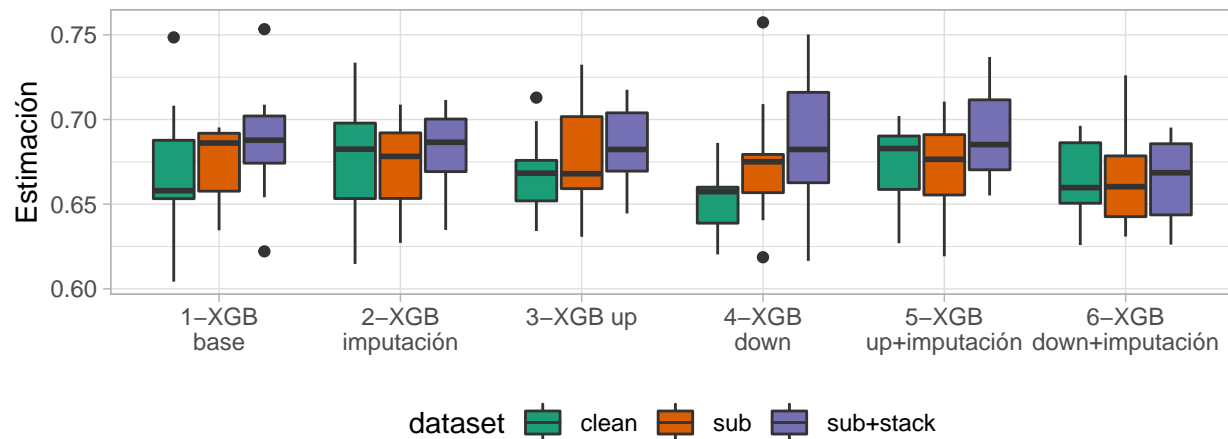 Estimación
0.75
0.70
0.65
0.60
1−XGB
base
2−XGB
imputación
3−XGB up
4−XGB
down
5−XGB
up+imputación
6−XGB
down+imputación
dataset clean sub sub+stack